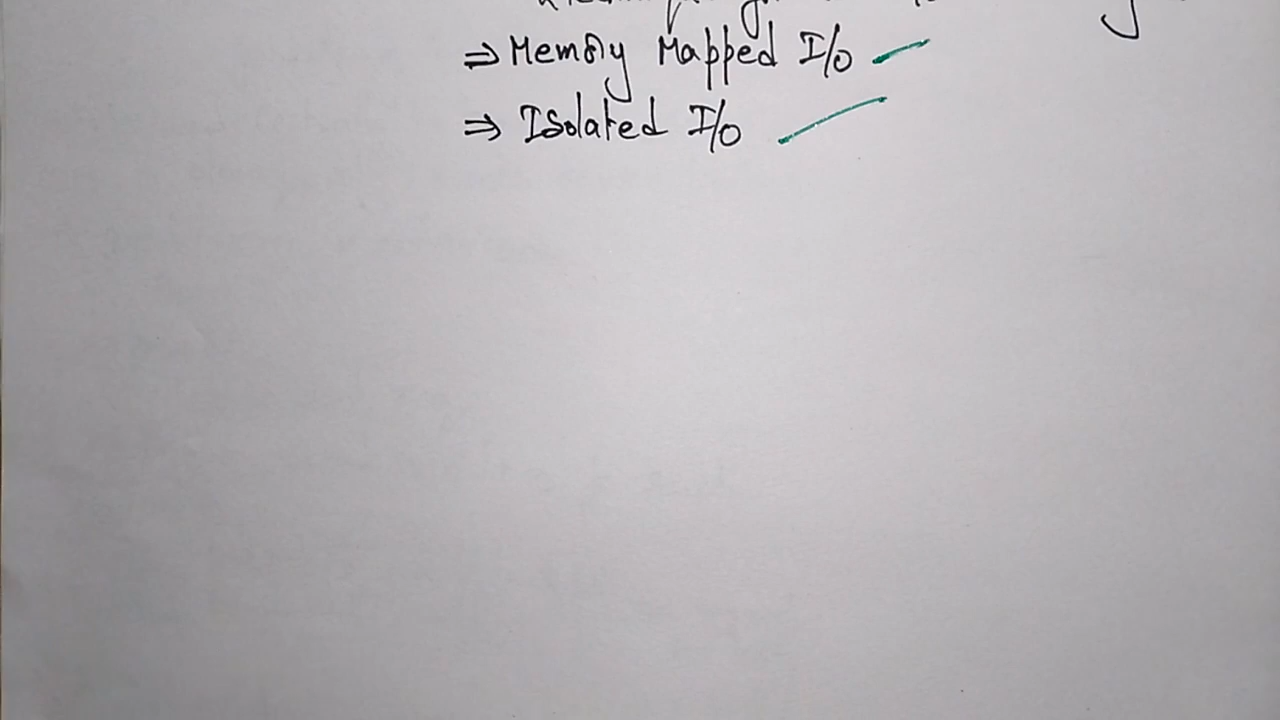 ⇒ Memory Mapped I/O
⇒ Isolated I/O